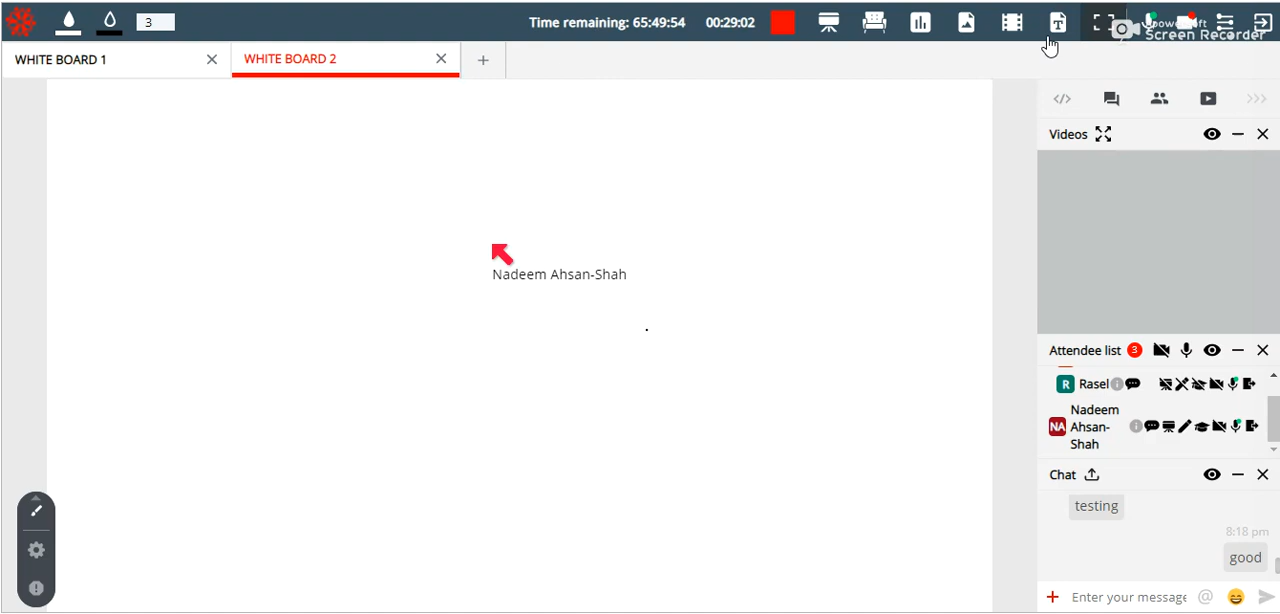 3
Time remaining: 65:49:54
00:29:02
Screen Recorder
WHITE BOARD 1
WHITE BOARD 2
Videos
Nadeem Ahsan-Shah
Attendee list 3
R Rasel
NA Nadeem
Ahsan-
Shah
Chat
testing
8:18 pm
good
Enter your message